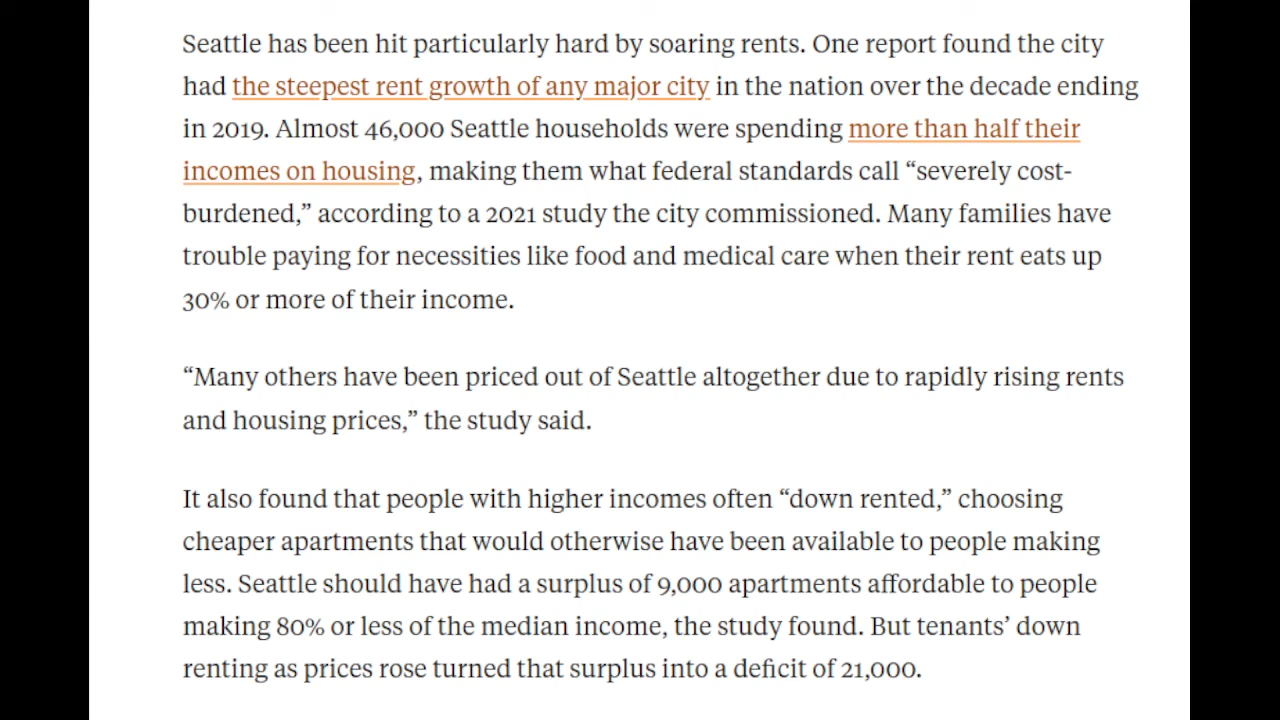 Seattle has been hit particularly hard by soaring rents. One report found the city
had the steepest rent growth of any major city in the nation over the decade ending
in 2019. Almost 46,000 Seattle households were spending more than half their
incomes on housing, making them what federal standards call “severely cost-
burdened,” according to a 2021 study the city commissioned. Many families have
trouble paying for necessities like food and medical care when their rent eats up
30% or more of their income.
“Many others have been priced out of Seattle altogether due to rapidly rising rents
and housing prices,” the study said.
It also found that people with higher incomes often “down rented,” choosing
cheaper apartments that would otherwise have been available to people making
less. Seattle should have had a surplus of 9,000 apartments affordable to people
making 80% or less of the median income, the study found. But tenants’ down
renting as prices rose turned that surplus into a deficit of 21,000.